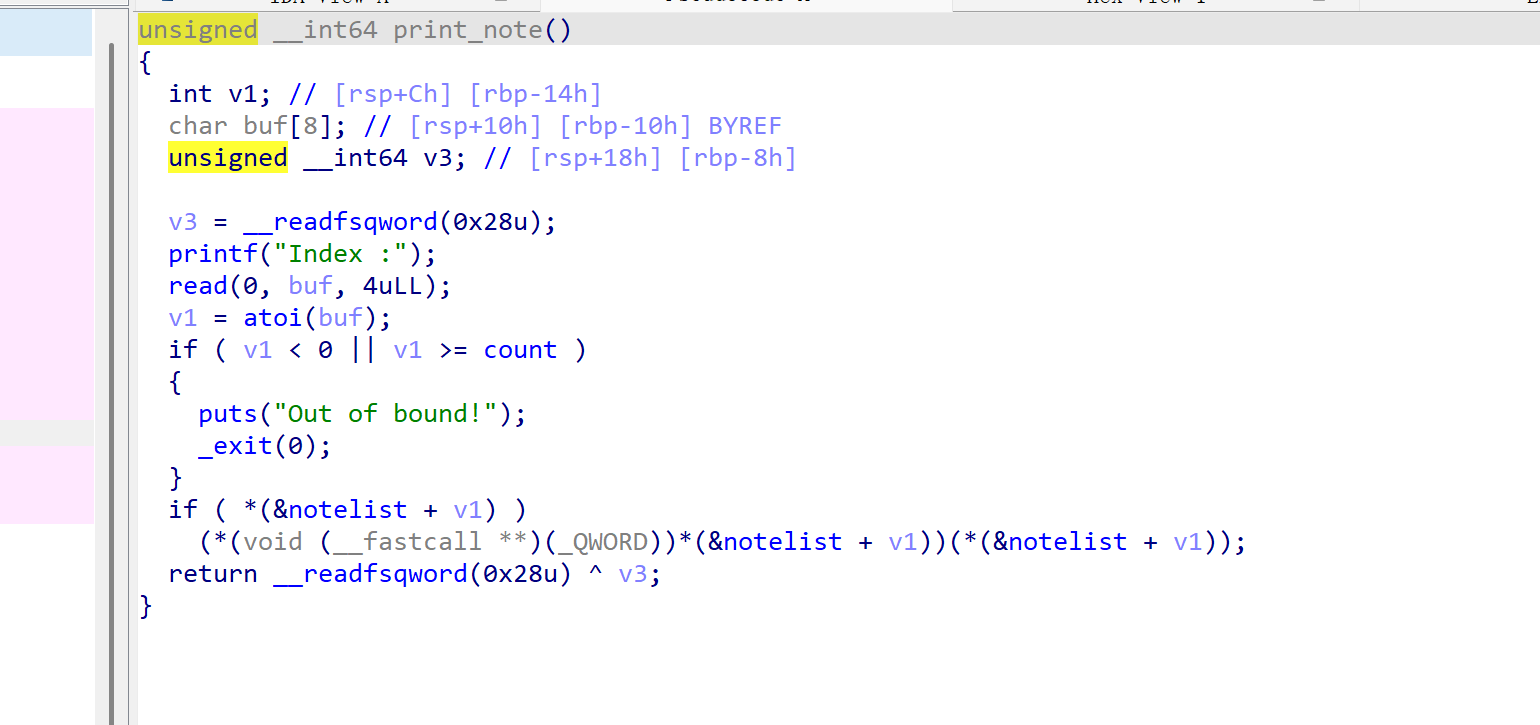 unsigned __int64 print_note()
{
  int v1; // [rsp+Ch] [rbp-14h]
  char buf[8]; // [rsp+10h] [rbp-10h] BYREF
  unsigned __int64 v3; // [rsp+18h] [rbp-8h]

  v3 = __readfsqword(0x28u);
  printf("Index :");
  read(0, buf, 4uLL);
  v1 = atoi(buf);
  if ( v1 < 0 || v1 >= count )
  {
    puts("Out of bound!");
    _exit(0);
  }
  if ( *(&notelist + v1) )
    (*(void (__fastcall **)(_QWORD))*(&notelist + v1))(*(&notelist + v1));
  return __readfsqword(0x28u) ^ v3;
}